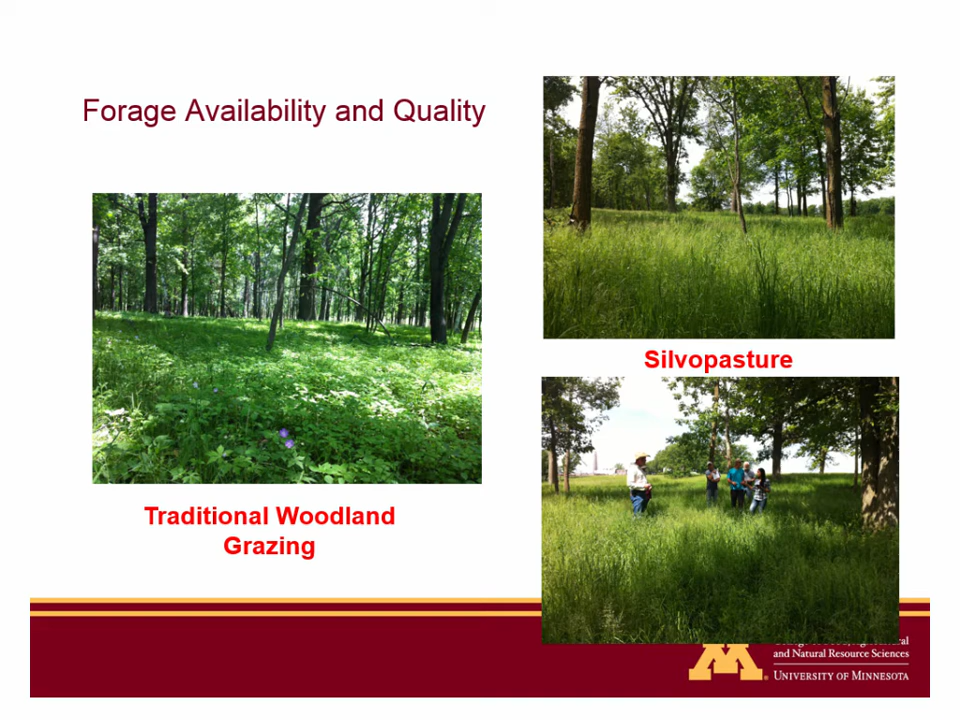 Forage Availability and Quality
Silvopasture
Traditional Woodland
Grazing
and Natural Resource Sciences
UNIVERSITY OF MINNESOTA